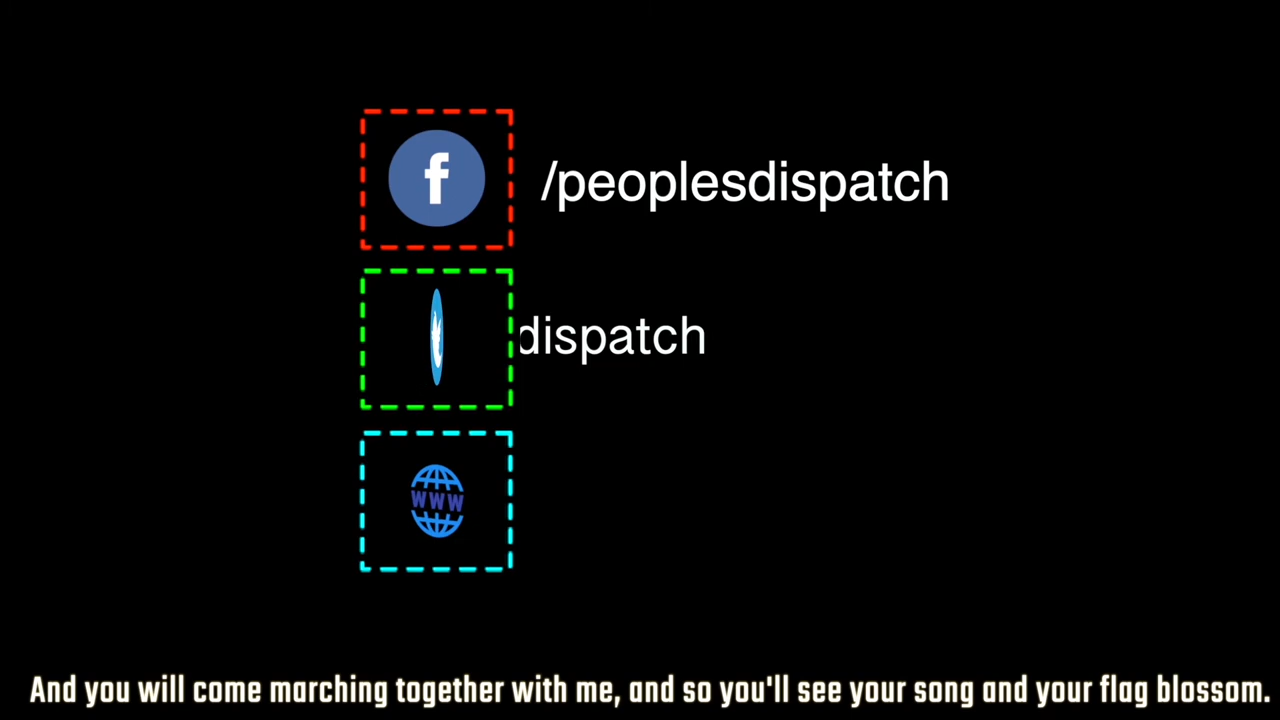 f
/peoplesdispatch
dispatch
WWW
And you will come marching together with me, and so you'll see your song and your flag blossom.